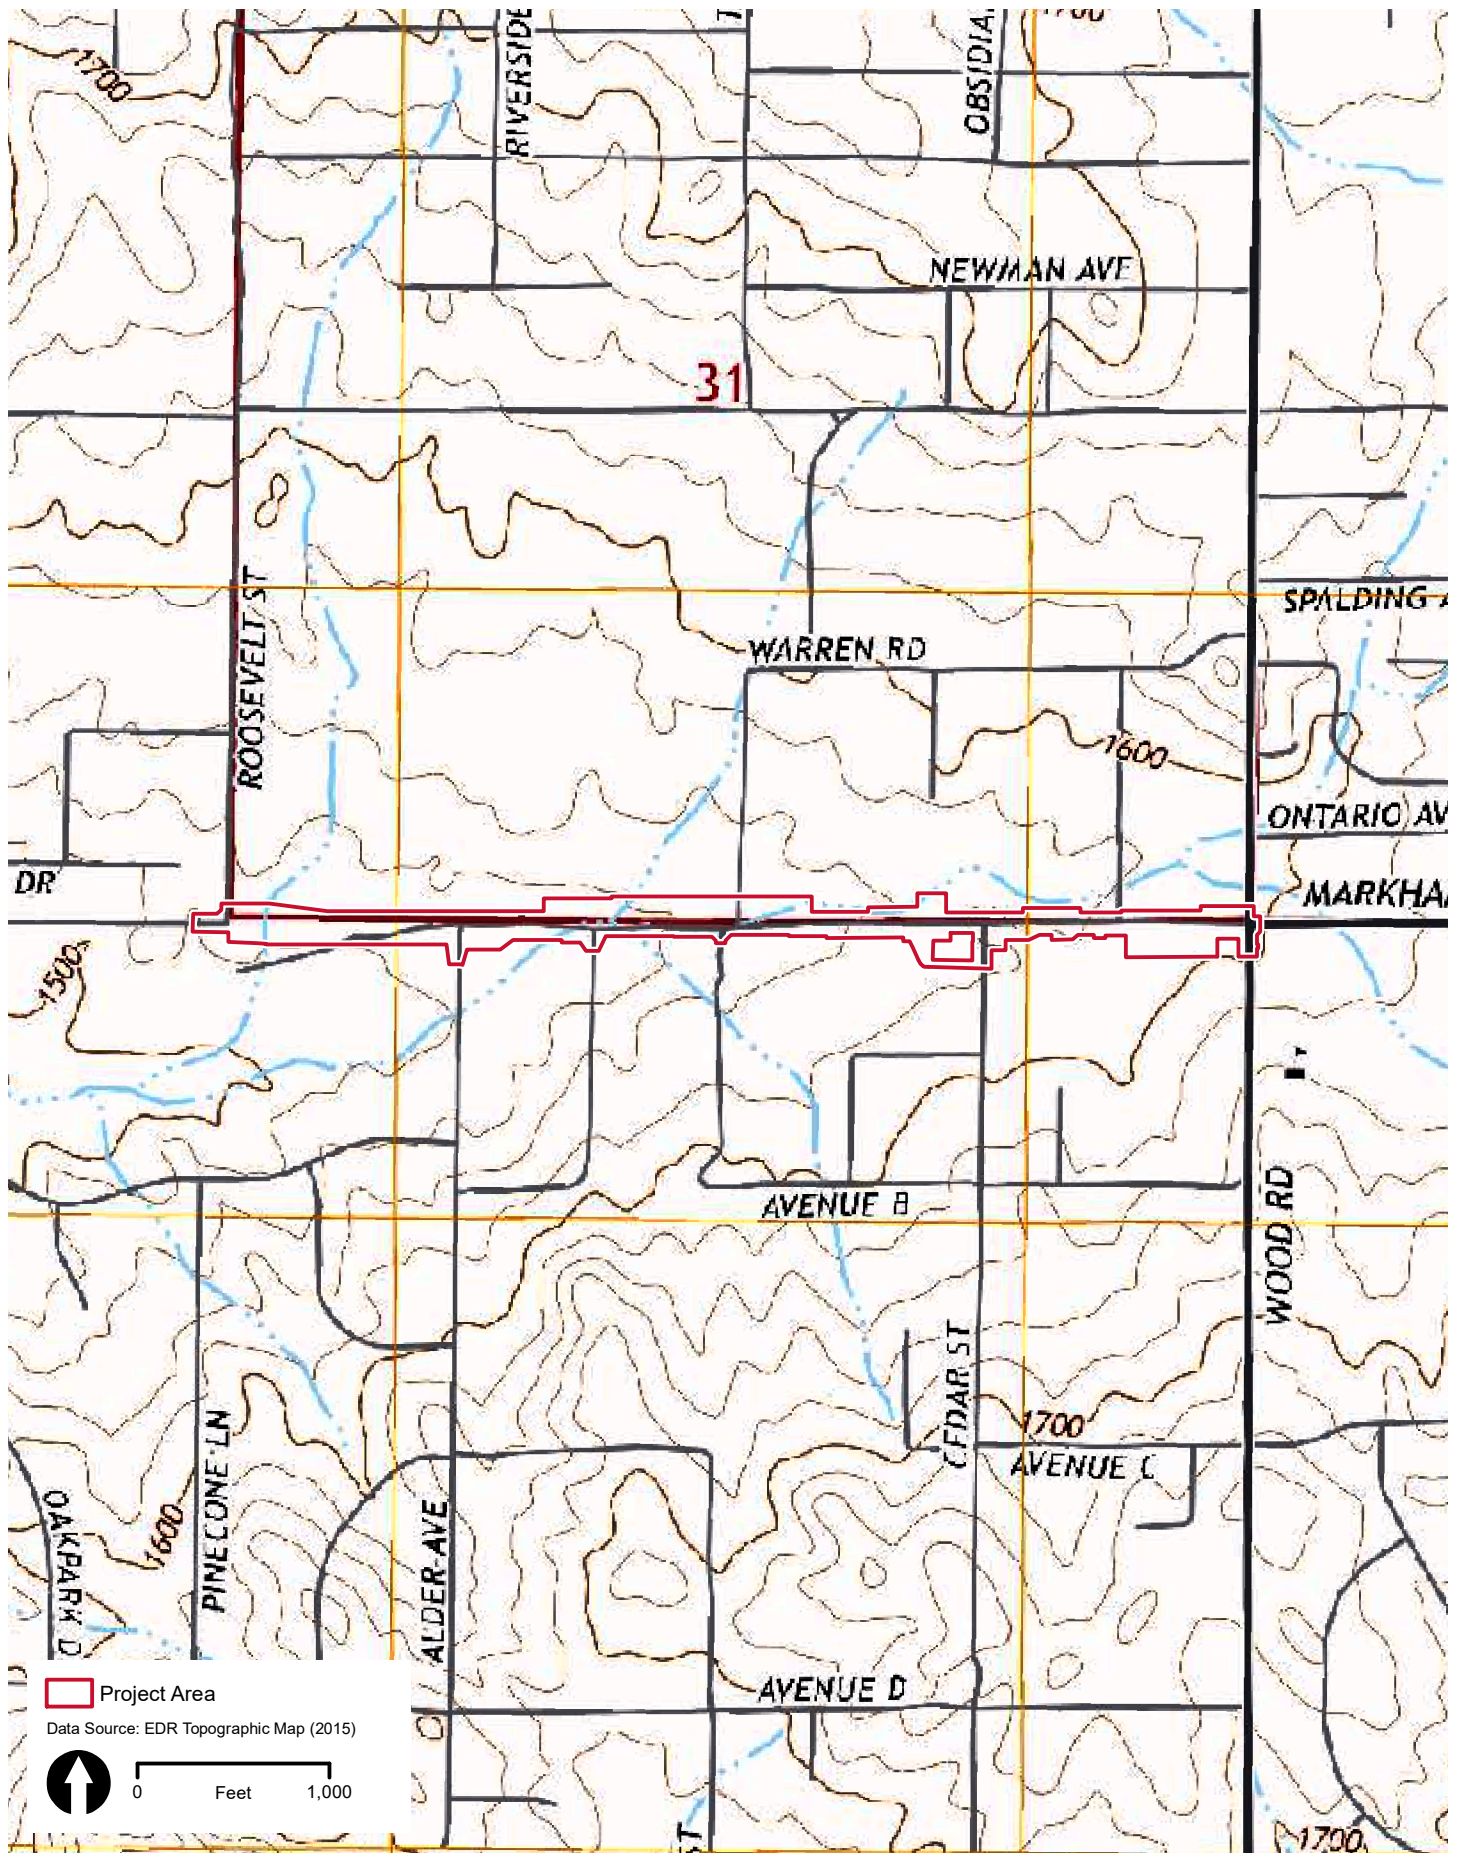 1700
RIVERSIDE
T
OBSIDIA
1700
NEWMAN AVE
31
ROOSEVELT ST
SPALDING A
WARREN RD
1600
ONTARIO AV
DR
MARKHA
1500
AVENUE B
WOOD RD
CEDAR ST
1700
AVENUE C
PINECONE LN
OAKPARK D
1600
ALDER AVE
AVENUE D
Project Area
Data Source: EDR Topographic Map (2015)
0 Feet 1,000
ST
1700